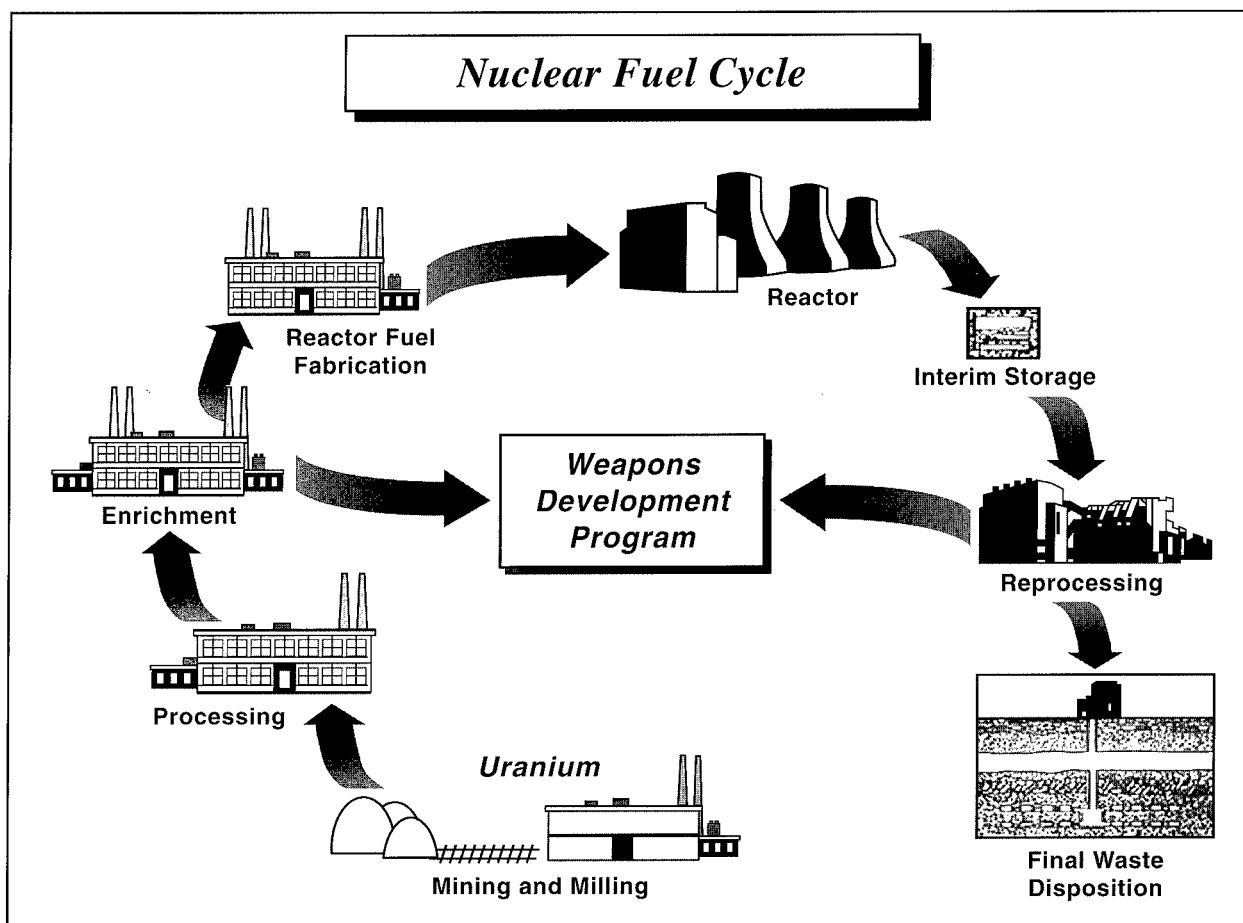 Nuclear Fuel Cycle
Reactor
Reactor Fuel
Fabrication
Interim Storage
Weapons
Development
Program
Enrichment
Reprocessing
Processing
Uranium
Mining and Milling
Final Waste
Disposition